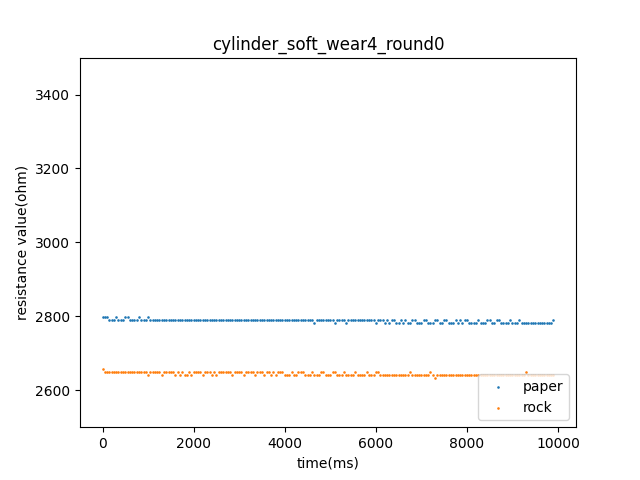 cylinder_soft_wear4_round0
resistance value(ohm)
3400
3200
3000
2800
2600
paper
rock
0
2000
4000
6000
8000
10000
time(ms)